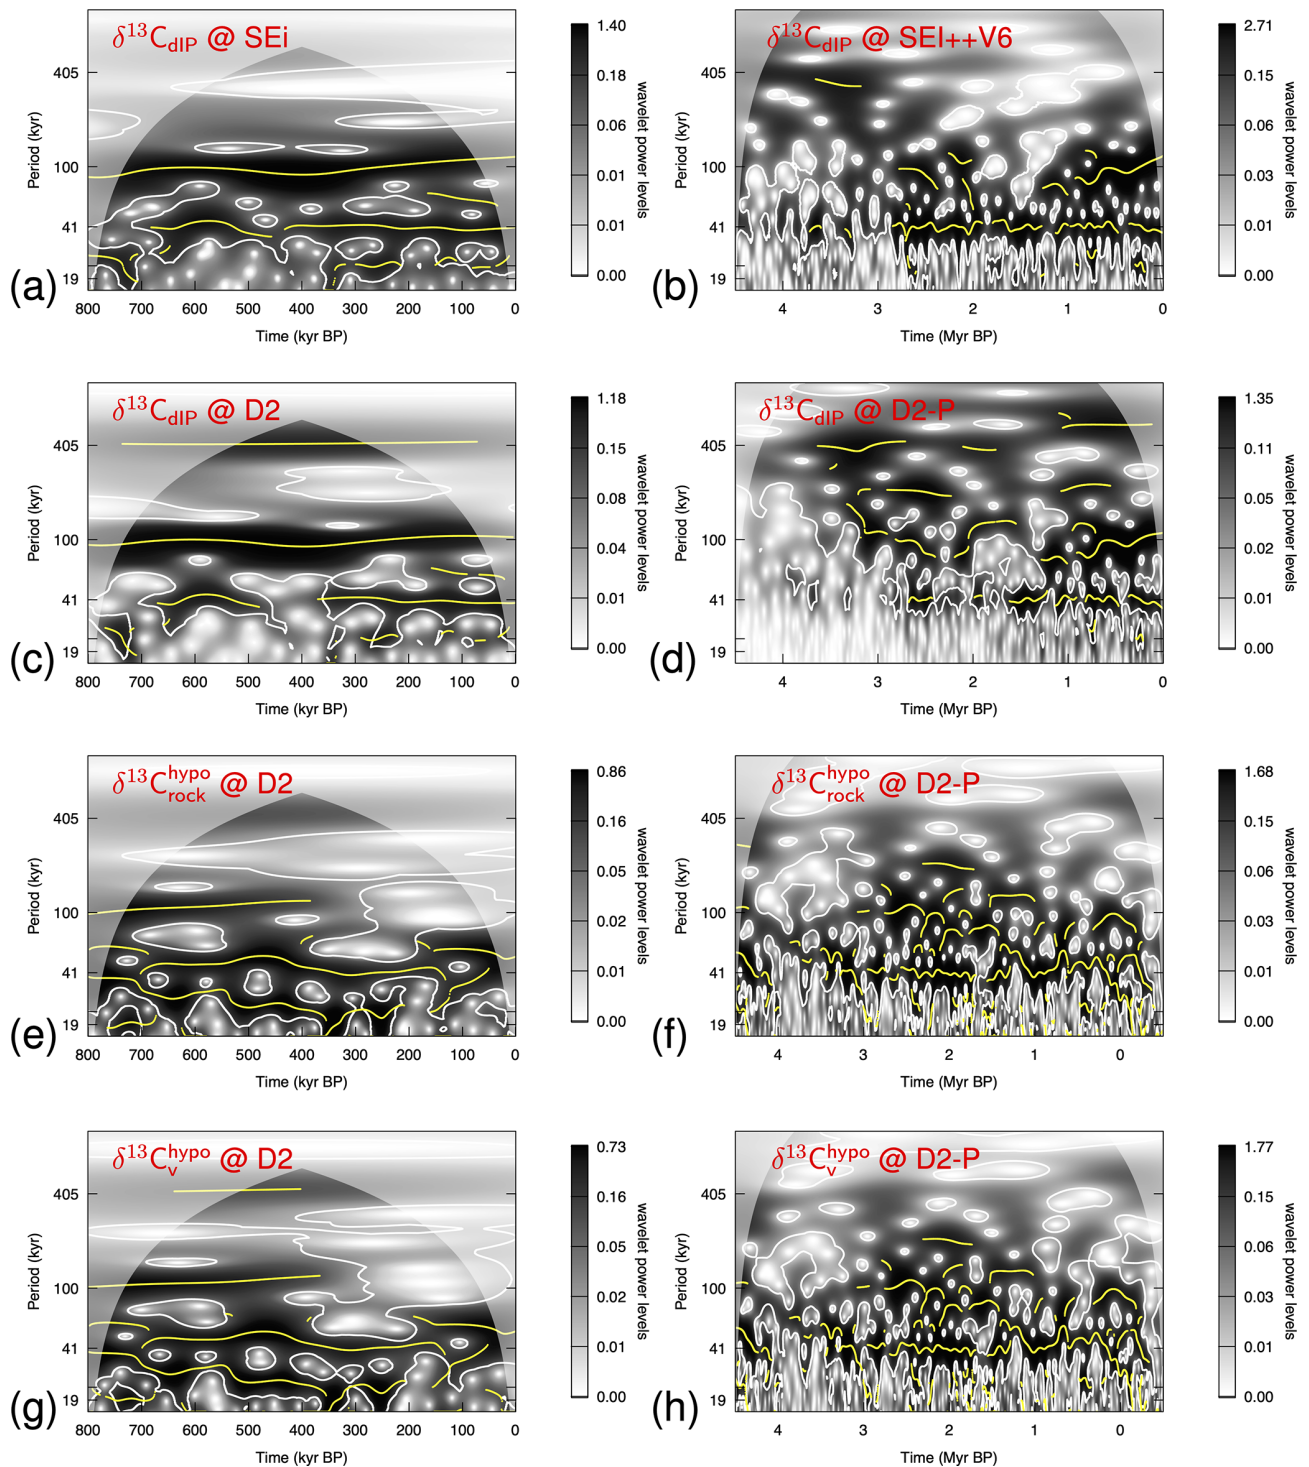 δ¹³C_dIP @ SEi
405
100
41
19
Period (kyr)
800 700 600 500 400 300 200 100 0
Time (kyr BP)
1.40
0.18
0.06
0.01
0.01
0.00
wavelet power levels
(a)
δ¹³C_dIP @ SEI++V6
405
100
41
19
Period (kyr)
4 3 2 1 0
Time (Myr BP)
2.71
0.15
0.06
0.03
0.01
0.00
wavelet power levels
(b)
δ¹³C_dIP @ D2
405
100
41
19
Period (kyr)
800 700 600 500 400 300 200 100 0
Time (kyr BP)
1.18
0.15
0.08
0.04
0.01
0.00
wavelet power levels
(c)
δ¹³C_dIP @ D2-P
405
100
41
19
Period (kyr)
4 3 2 1 0
Time (Myr BP)
1.35
0.11
0.05
0.02
0.01
0.00
wavelet power levels
(d)
δ¹³C^hypo_rock @ D2
405
100
41
19
Period (kyr)
800 700 600 500 400 300 200 100 0
Time (kyr BP)
0.86
0.16
0.05
0.02
0.01
0.00
wavelet power levels
(e)
δ¹³C^hypo_rock @ D2-P
405
100
41
19
Period (kyr)
4 3 2 1 0
Time (Myr BP)
1.68
0.15
0.06
0.03
0.01
0.00
wavelet power levels
(f)
δ¹³C^hypo_v @ D2
405
100
41
19
Period (kyr)
800 700 600 500 400 300 200 100 0
Time (kyr BP)
0.73
0.16
0.05
0.02
0.01
0.00
wavelet power levels
(g)
δ¹³C^hypo_v @ D2-P
405
100
41
19
Period (kyr)
4 3 2 1 0
Time (Myr BP)
1.77
0.15
0.06
0.03
0.01
0.00
wavelet power levels
(h)